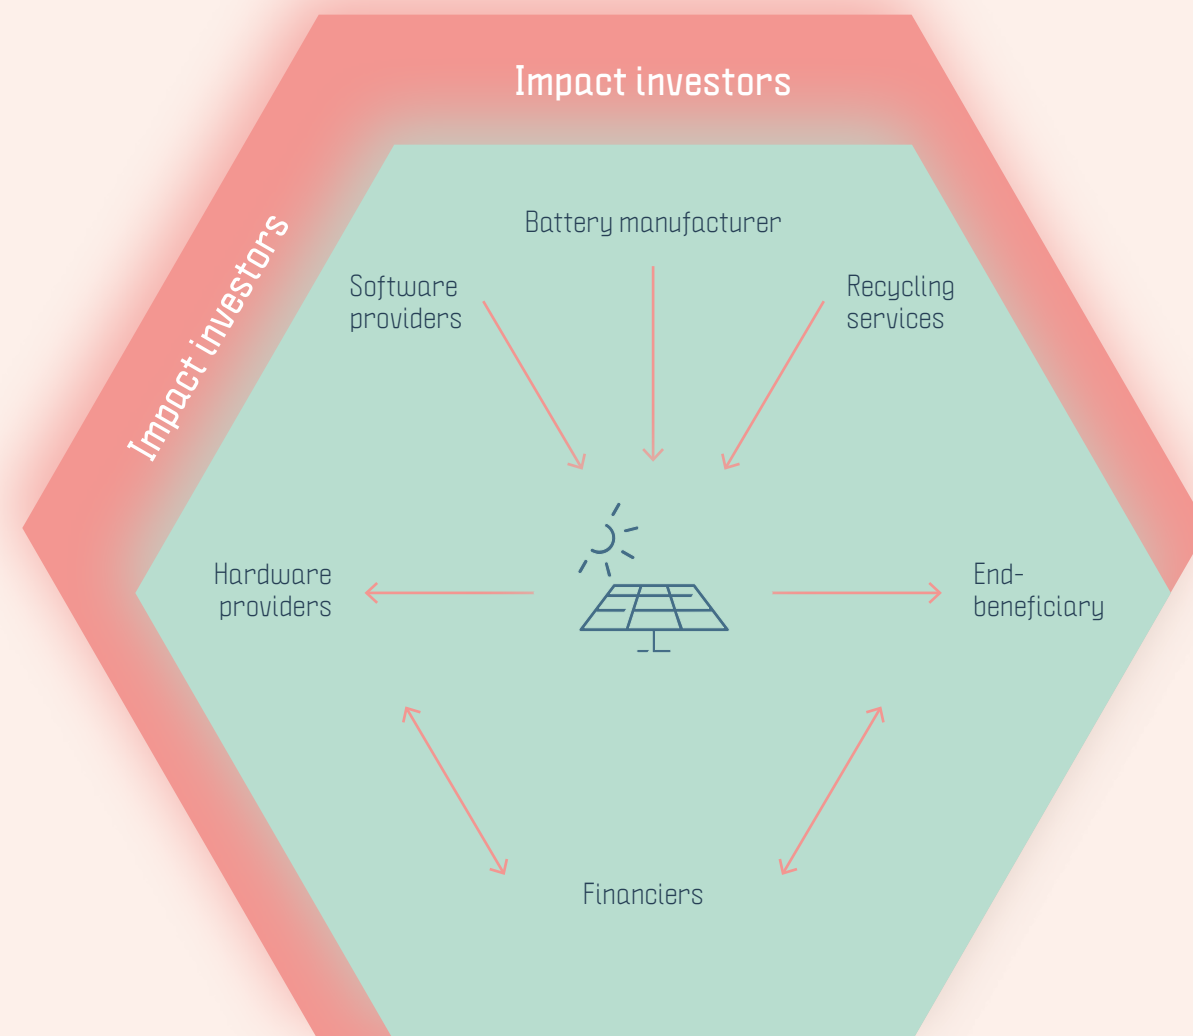 Impact investors
Impact investors
Battery manufacturer
Software
providers
Recycling
services
Hardware
providers
End-
beneficiary
Financiers